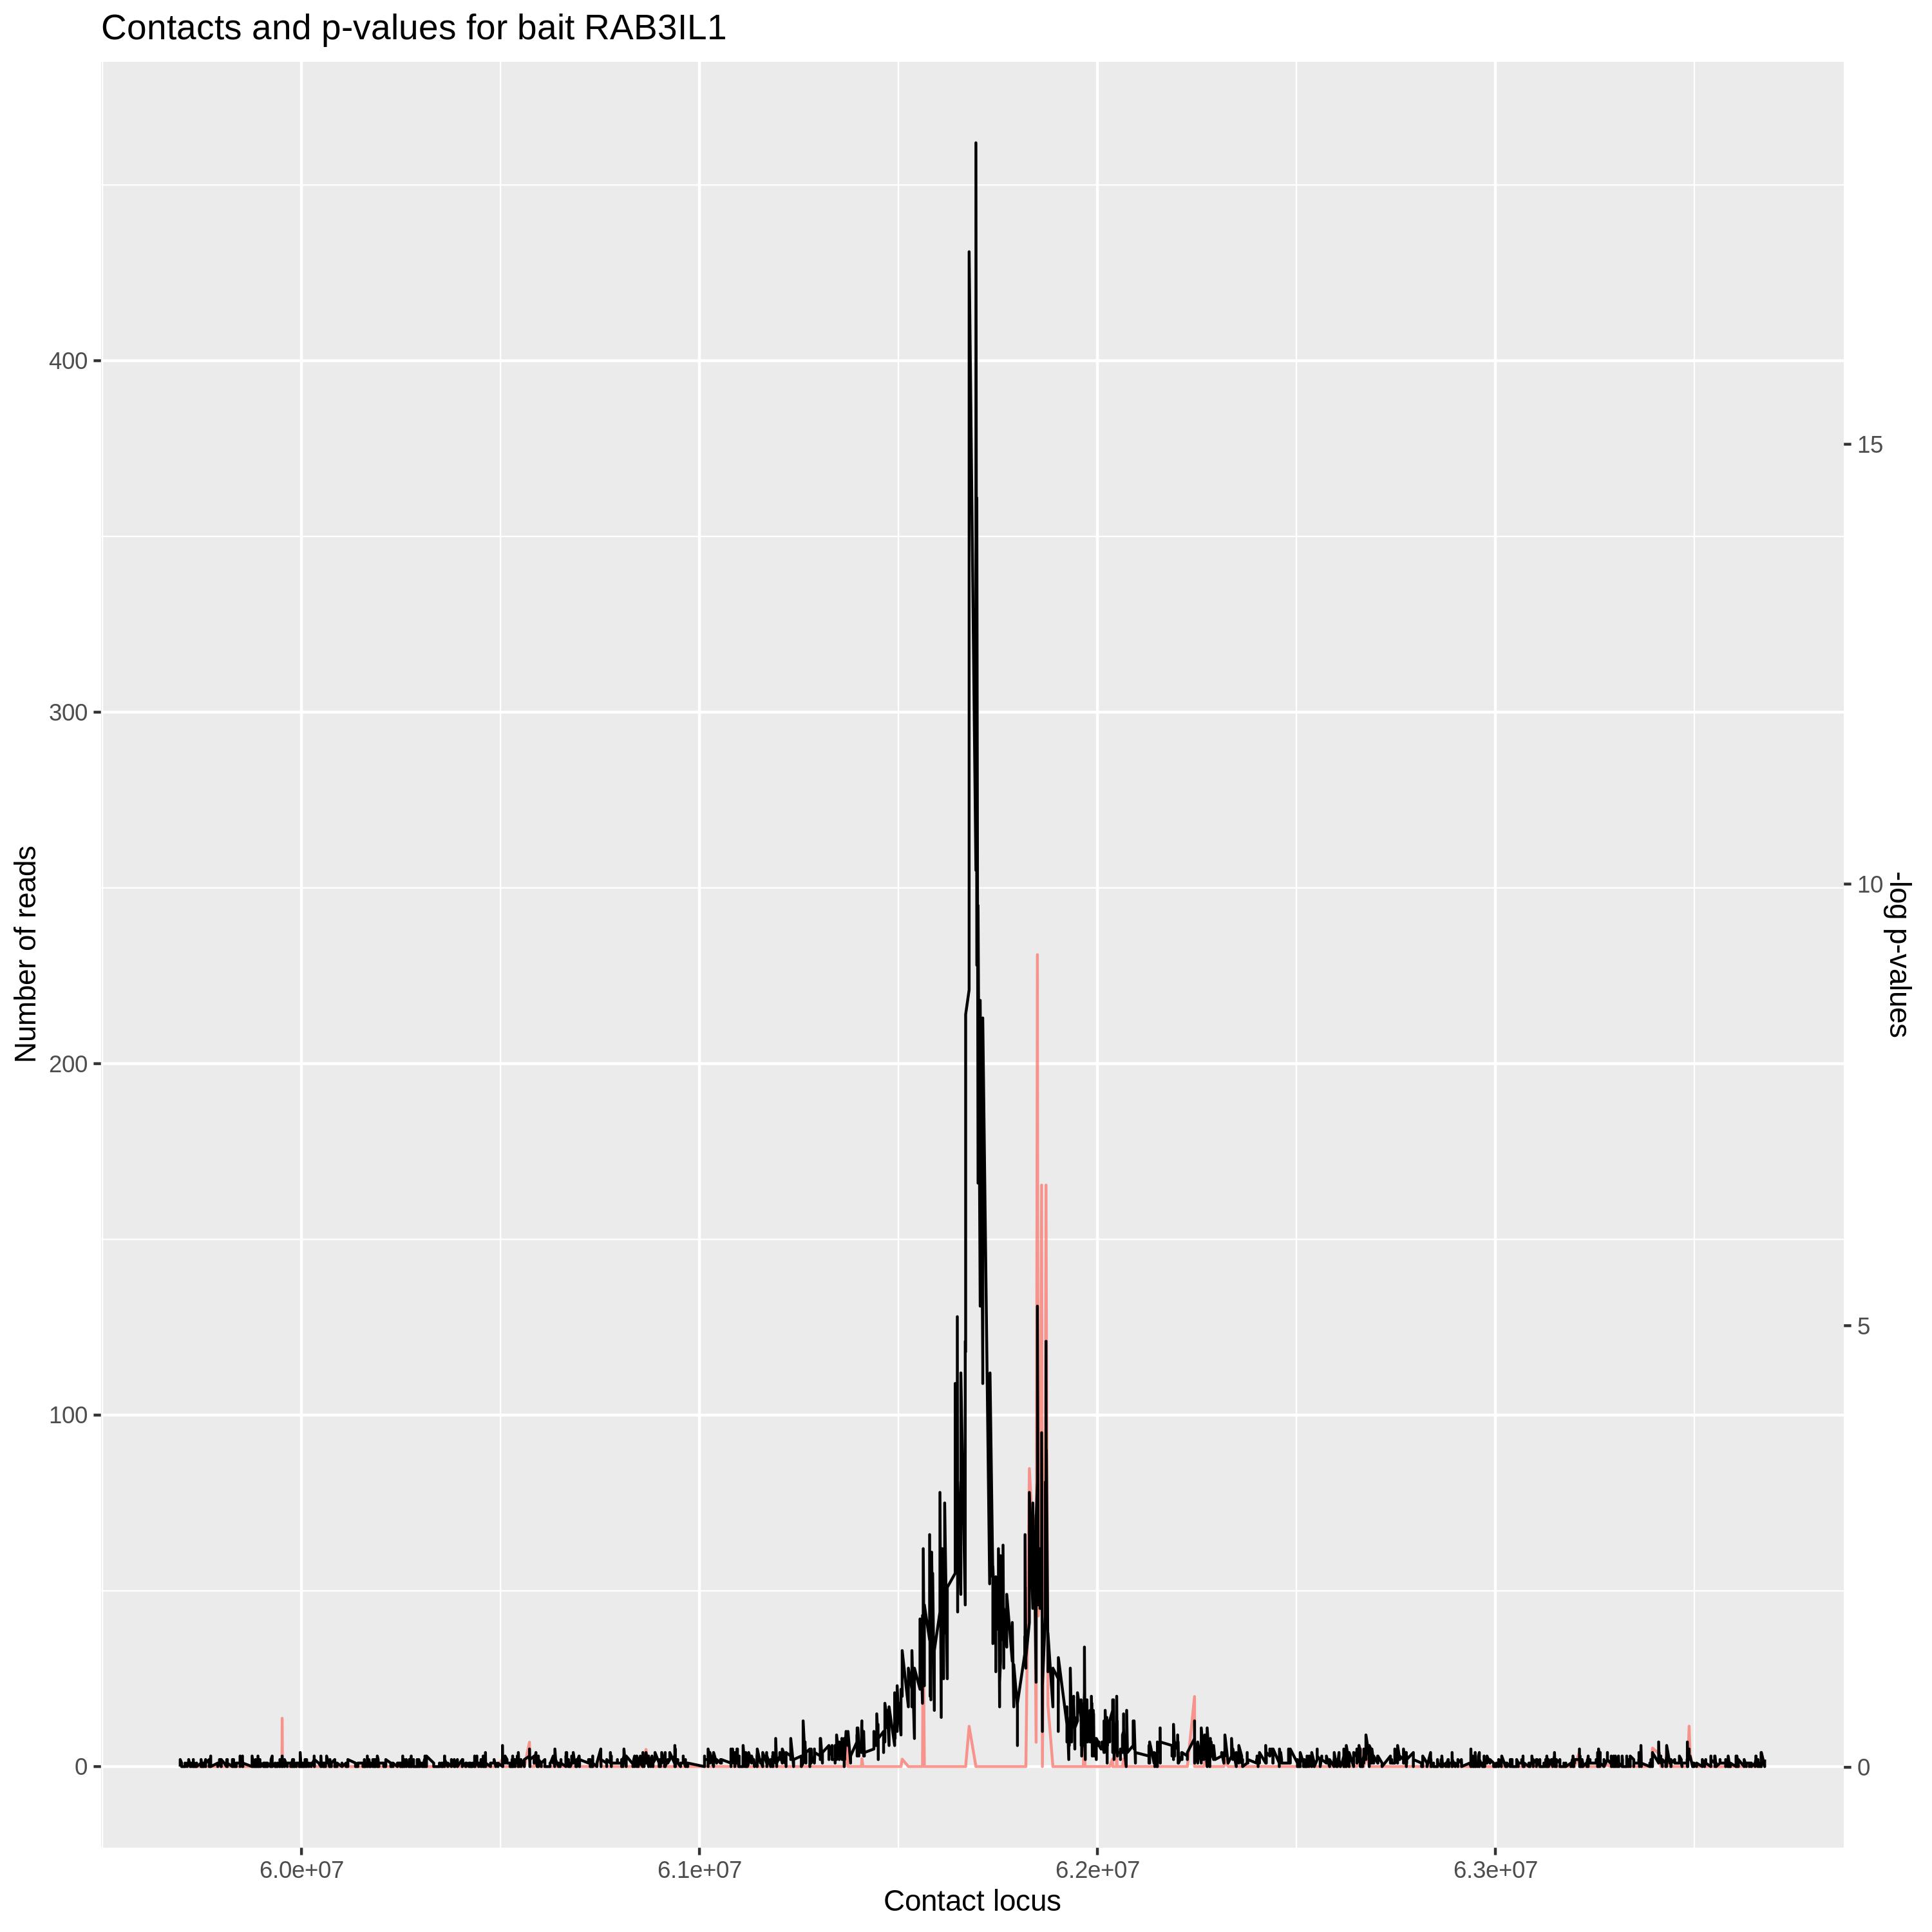 Contacts and p-values for bait RAB3IL1
Number of reads
400
300
200
100
0
15
10
5
0
-log p-values
6.0e+07
6.1e+07
6.2e+07
6.3e+07
Contact locus